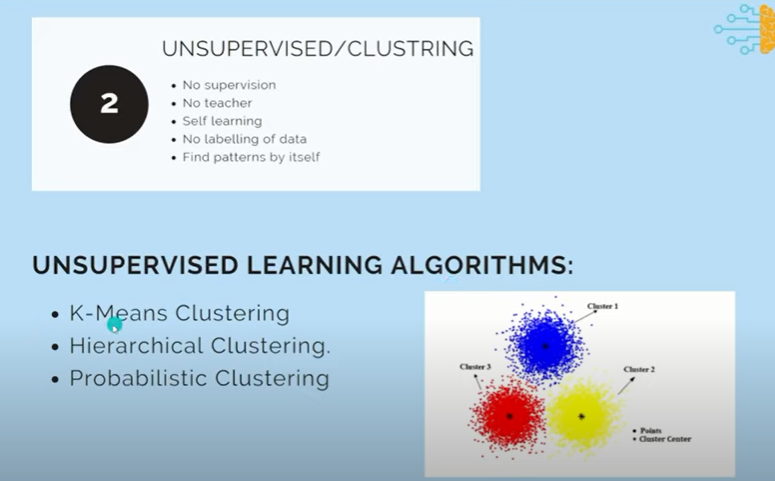 UNSUPERVISED/CLUSTRING
2
• No supervision
• No teacher
• Self learning
• No labelling of data
• Find patterns by itself
UNSUPERVISED LEARNING ALGORITHMS:
• K-Means Clustering
• Hierarchical Clustering.
• Probabilistic Clustering
Cluster 1
Cluster 3
Cluster 2
Points
Cluster Center